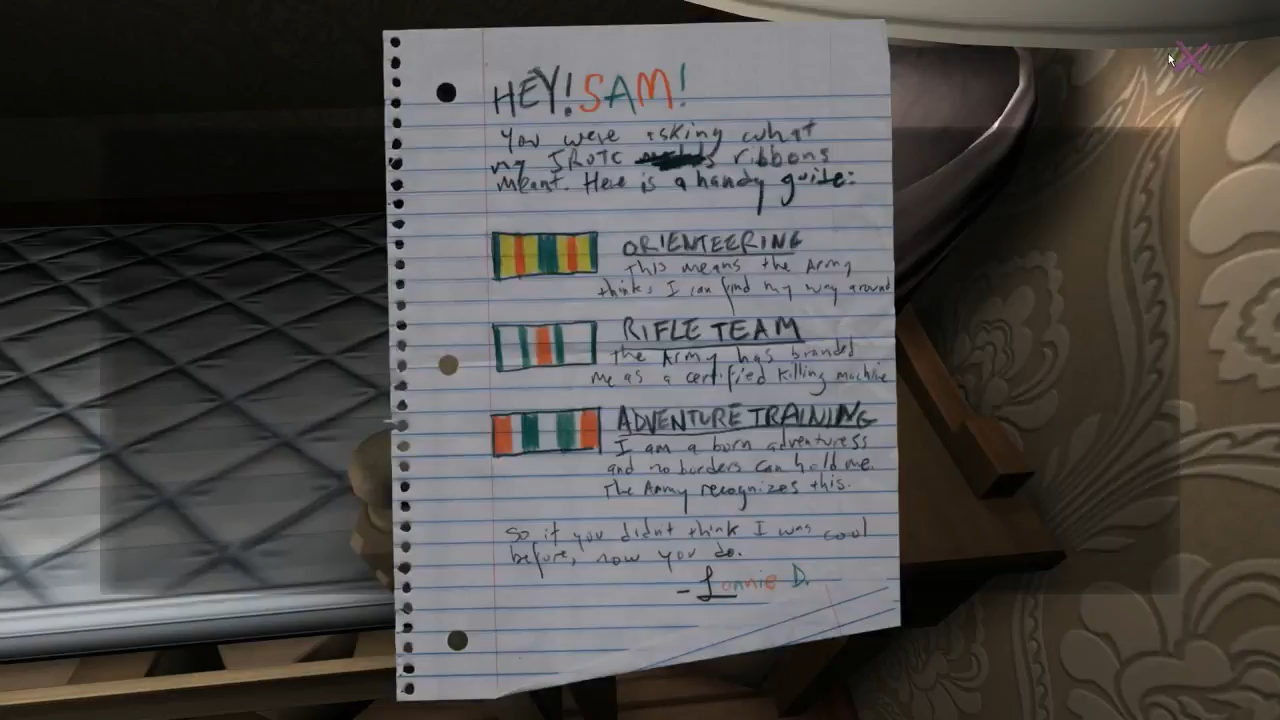 HEY! SAM!
You were asking what
my JROTC ribbons
meant. Here is a handy guide:
ORIENTEERING
This means the Army
thinks I can find my way around
RIFLE TEAM
The Army has branded
me as a certified killing machine
ADVENTURE TRAINING
I am a born adventuress
and no borders can hold me.
The Army recognizes this.
So if you didn't think I was cool
before, now you do.
- Lonnie D.